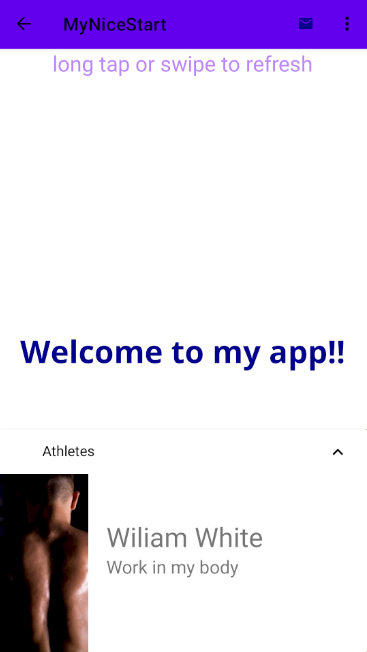 MyNiceStart
long tap or swipe to refresh
Welcome to my app!!
Athletes
Wiliam White
Work in my body